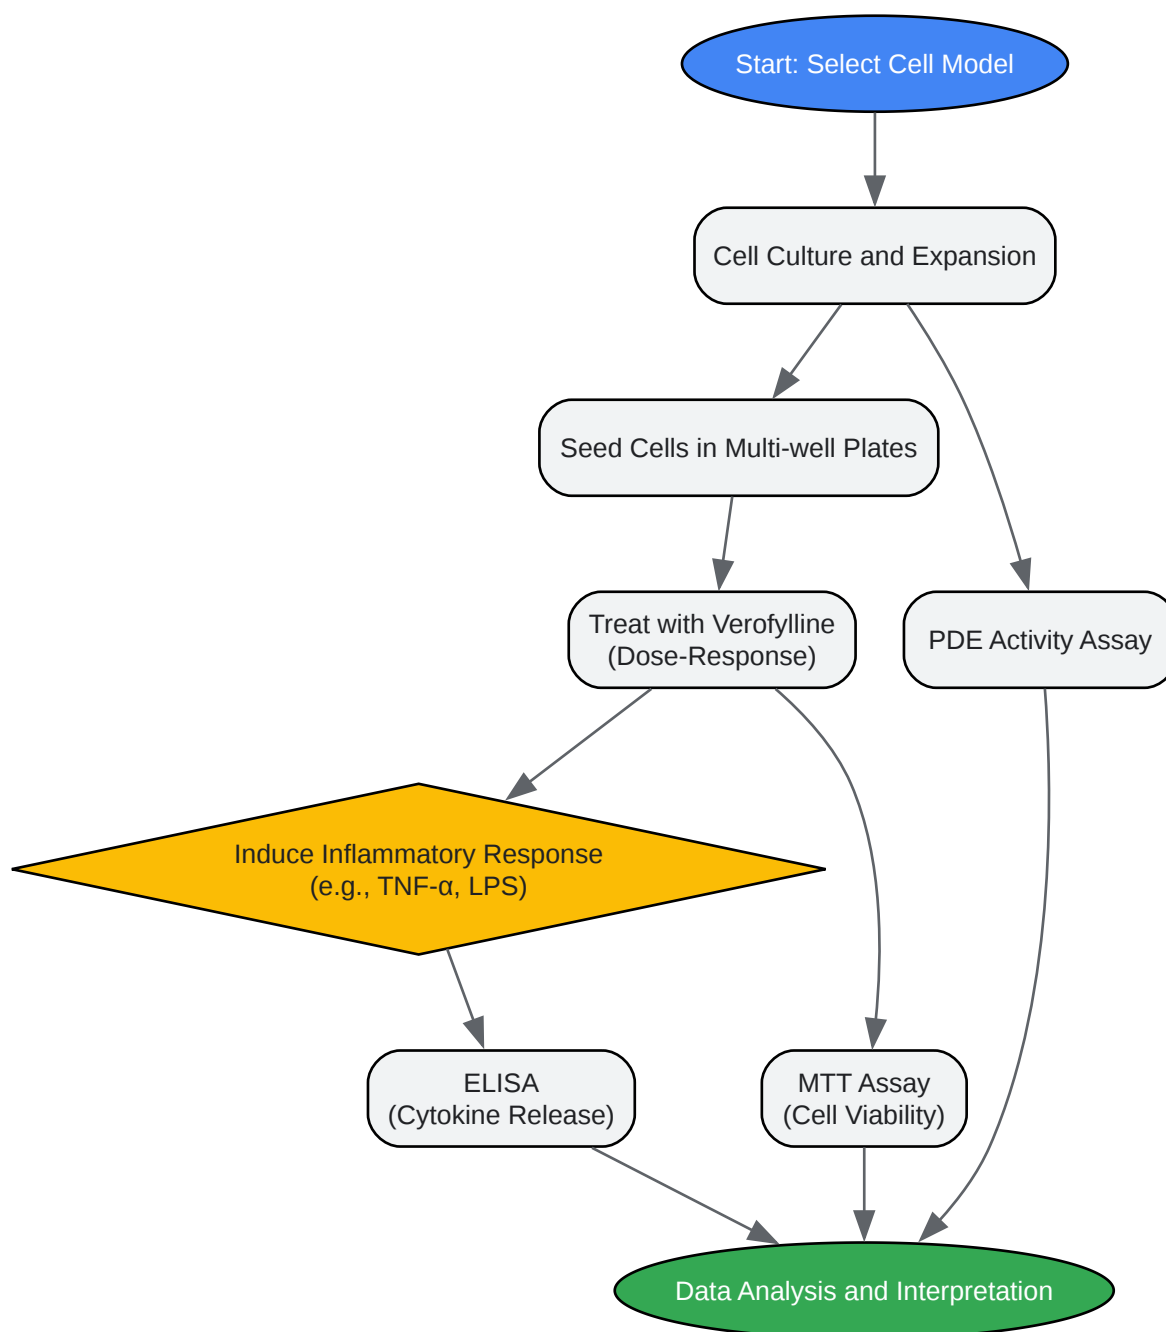 Start: Select Cell Model
Cell Culture and Expansion
Seed Cells in Multi-well Plates
Treat with Verofylline
(Dose-Response)
PDE Activity Assay
Induce Inflammatory Response
(e.g., TNF-α, LPS)
ELISA
(Cytokine Release)
MTT Assay
(Cell Viability)
Data Analysis and Interpretation